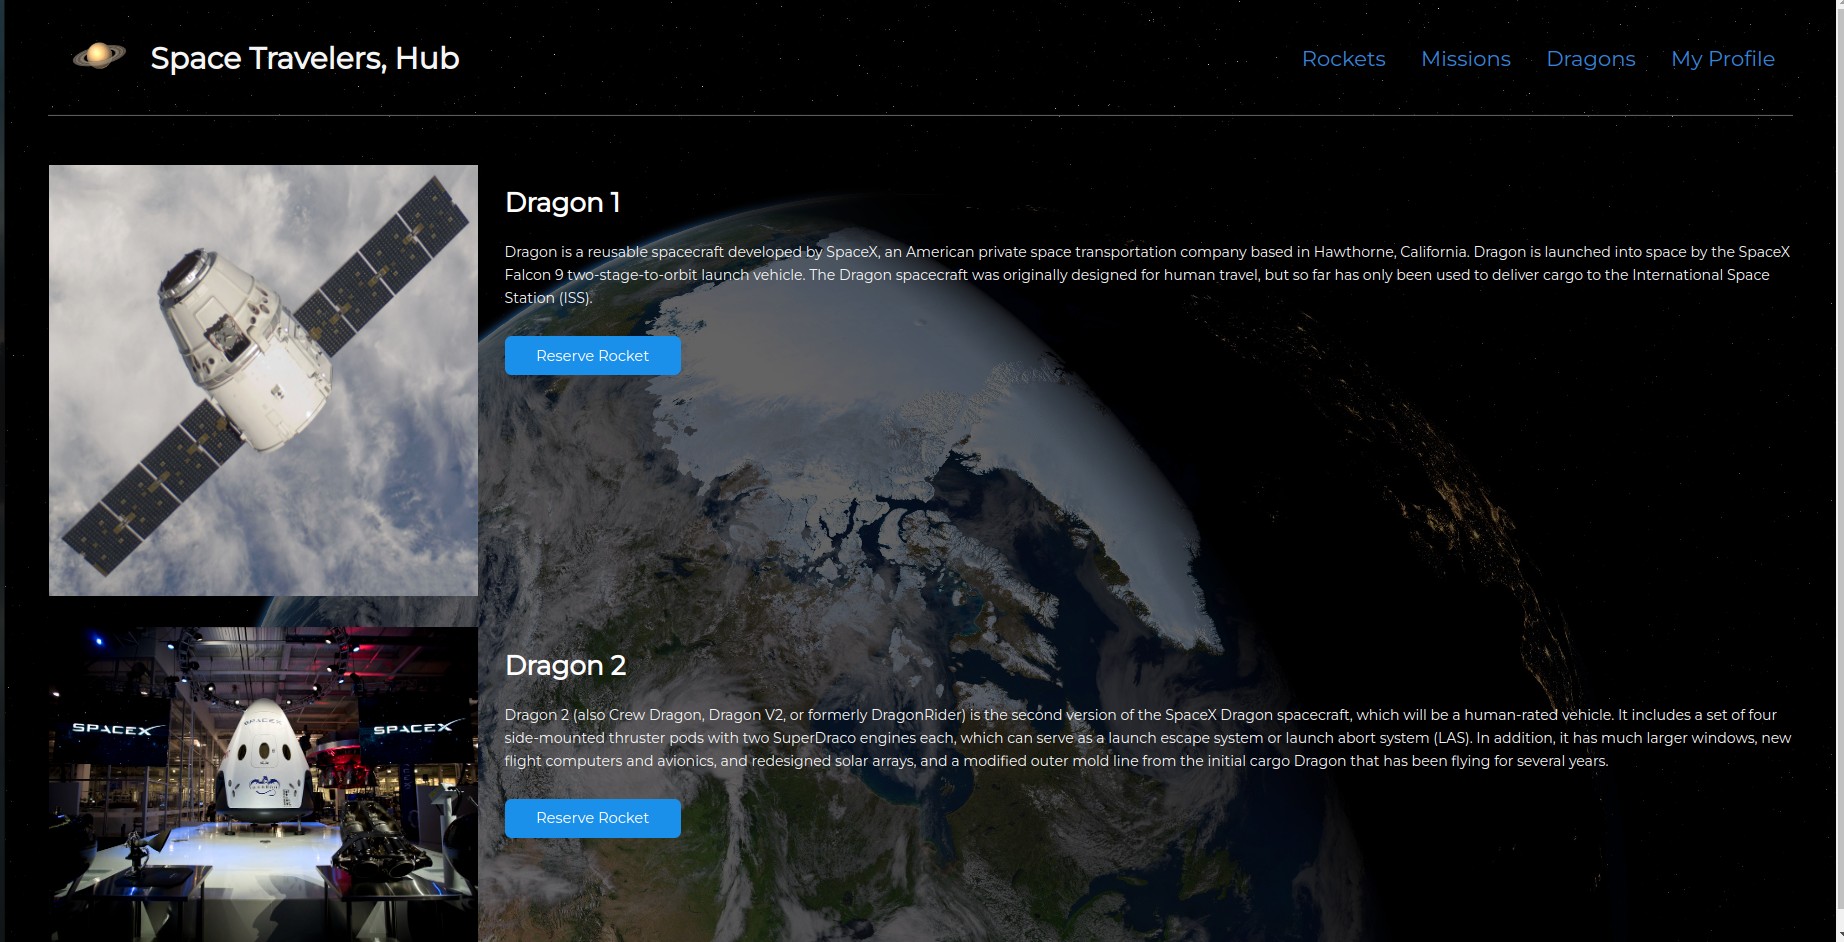 Space Travelers, Hub
Rockets Missions Dragons My Profile
Dragon 1
Dragon is a reusable spacecraft developed by SpaceX, an American private space transportation company based in Hawthorne, California. Dragon is launched into space by the SpaceX
Falcon 9 two-stage-to-orbit launch vehicle. The Dragon spacecraft was originally designed for human travel, but so far has only been used to deliver cargo to the International Space
Station (ISS).
Reserve Rocket
SPACEX
SPACEX
SPACEX
Dragon 2
Dragon 2 (also Crew Dragon, Dragon V2, or formerly DragonRider) is the second version of the SpaceX Dragon spacecraft, which will be a human-rated vehicle. It includes a set of four
side-mounted thruster pods with two SuperDraco engines each, which can serve as a launch escape system or launch abort system (LAS). In addition, it has much larger windows, new
flight computers and avionics, and redesigned solar arrays, and a modified outer mold line from the initial cargo Dragon that has been flying for several years.
Reserve Rocket